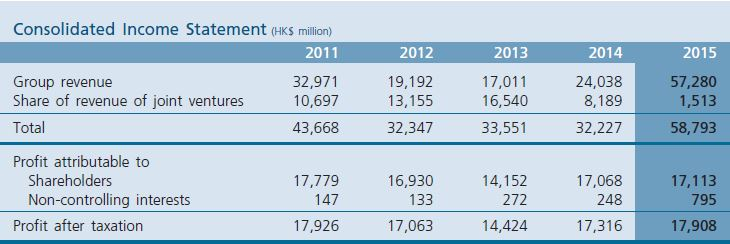 Consolidated Income Statement (HK$ million)
2011 2012 2013 2014 2015
Group revenue 32,971 19,192 17,011 24,038 57,280
Share of revenue of joint ventures 10,697 13,155 16,540 8,189 1,513
Total 43,668 32,347 33,551 32,227 58,793
Profit attributable to
Shareholders 17,779 16,930 14,152 17,068 17,113
Non-controlling interests 147 133 272 248 795
Profit after taxation 17,926 17,063 14,424 17,316 17,908